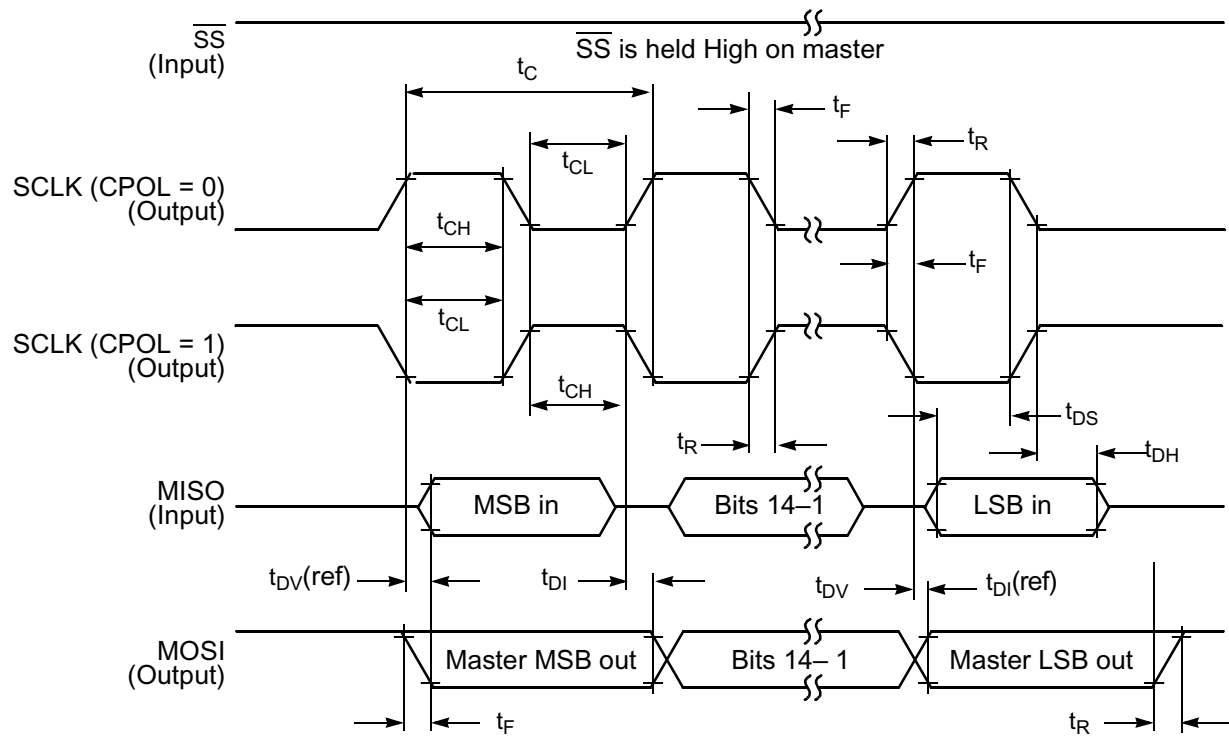 SS
(Input)
SS is held High on master
tC
tF
tR
tCL
SCLK (CPOL = 0)
(Output)
tCH
tF
tCL
SCLK (CPOL = 1)
(Output)
tCH
tDS
tR
tDH
MISO
(Input)
MSB in
Bits 14–1
LSB in
tDV(ref)
tDI
tDV
tDI(ref)
MOSI
(Output)
Master MSB out
Bits 14– 1
Master LSB out
tF
tR